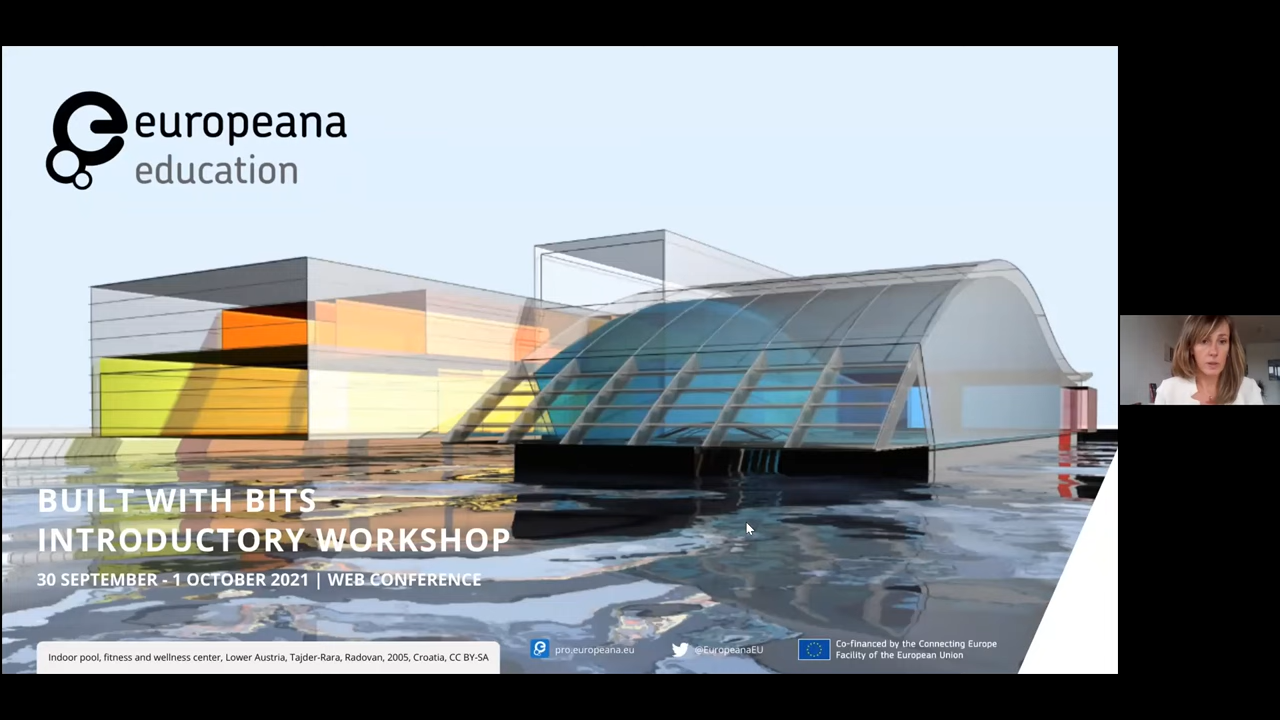 europeana
education
BUILT WITH BITS
INTRODUCTORY WORKSHOP
30 SEPTEMBER - 1 OCTOBER 2021 | WEB CONFERENCE
Indoor pool, fitness and wellness center, Lower Austria, Tajder-Rara, Radovan, 2005, Croatia, CC BY-SA
pro.europeana.eu
@EuropeanaEU
Co-financed by the Connecting Europe
Facility of the European Union